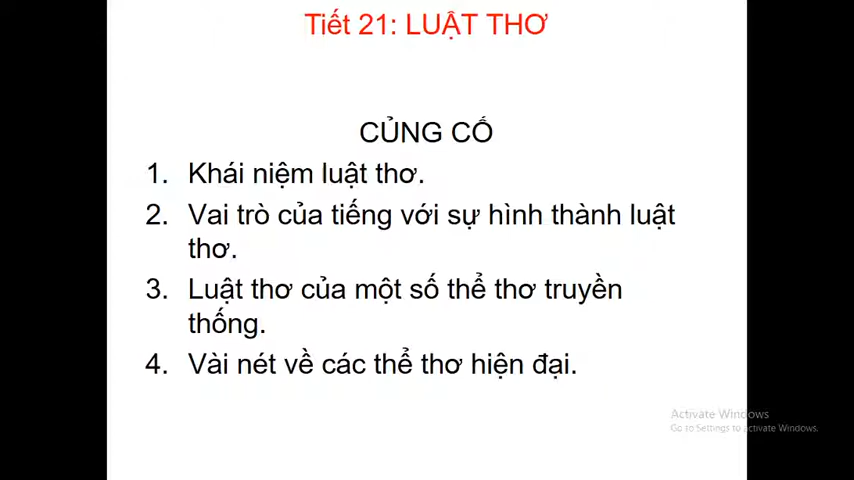 Tiết 21: LUẬT THƠ
CỦNG CỐ
1. Khái niệm luật thơ.
2. Vai trò của tiếng với sự hình thành luật
thơ.
3. Luật thơ của một số thể thơ truyền
thống.
4. Vài nét về các thể thơ hiện đại.
Activate Windows
Go to Settings to activate Windows.